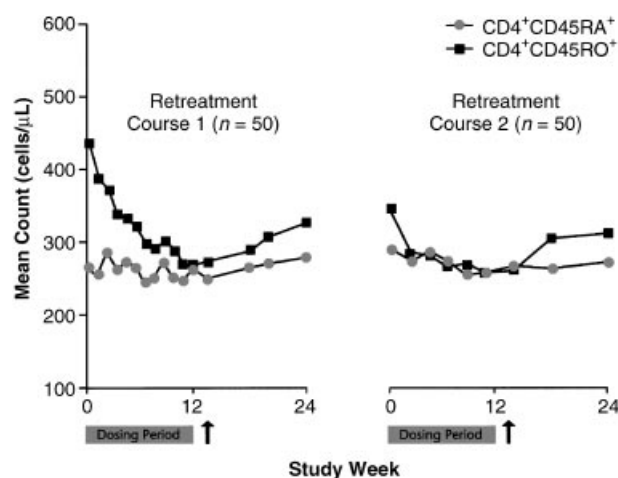 CD4+CD45RA+
CD4+CD45RO+
600
500
400
300
200
100
Mean Count (cells/μL)
Retreatment
Course 1 (n = 50)
Retreatment
Course 2 (n = 50)
0
12
24
0
12
24
Dosing Period
Dosing Period
Study Week